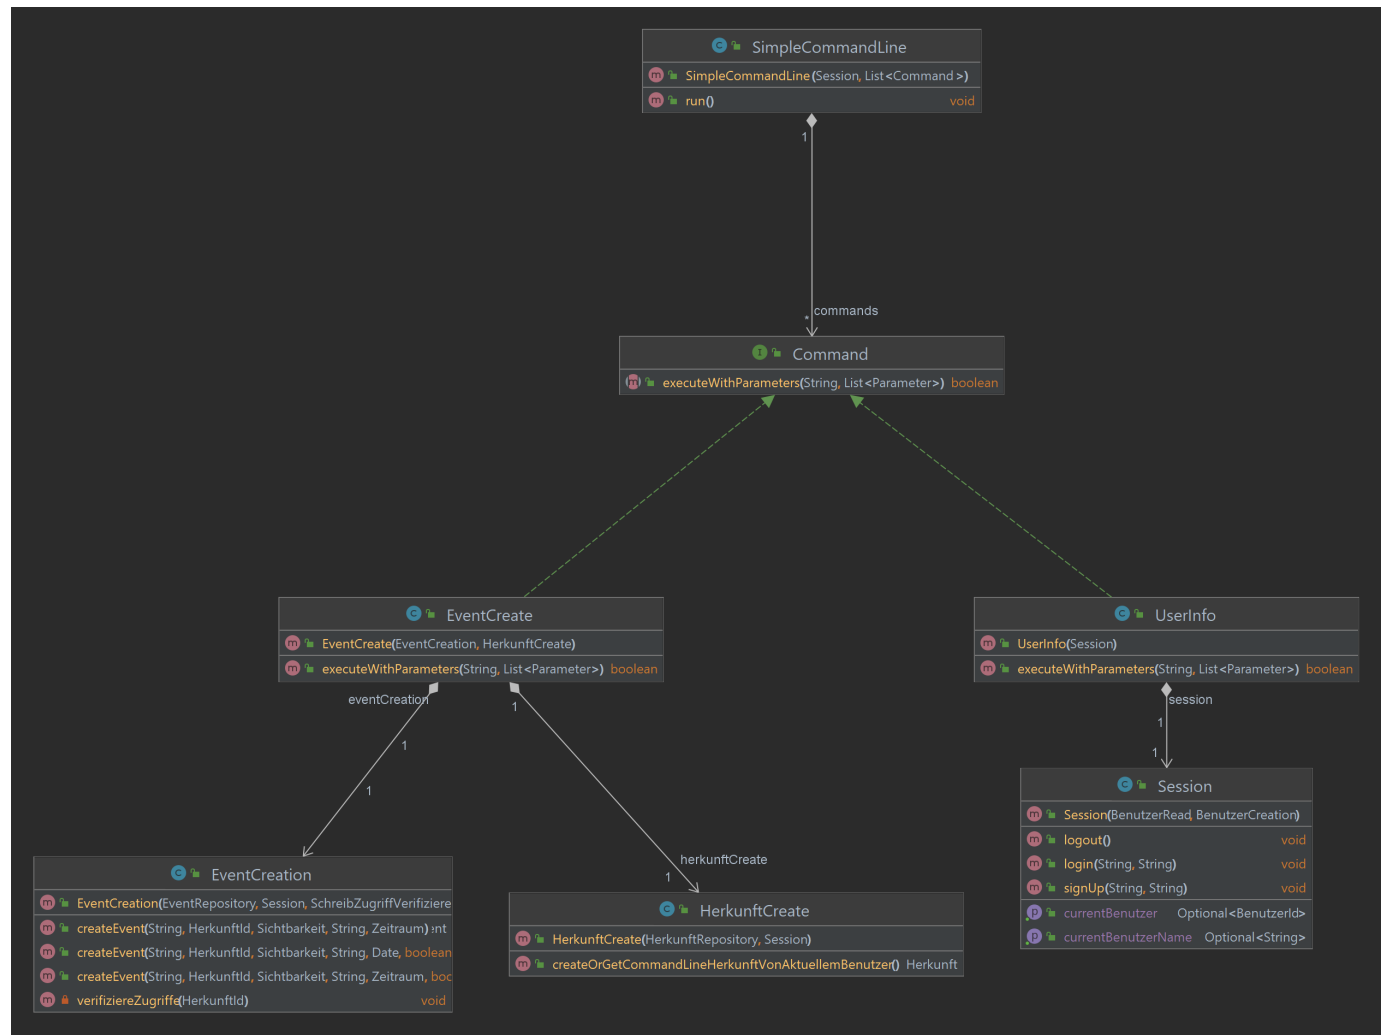 SimpleCommandLine
SimpleCommandLine(Session, List<Command>)
run() void
1
commands
*
Command
executeWithParameters(String, List<Parameter>) boolean
EventCreate
EventCreate(EventCreation, HerkunftCreate)
executeWithParameters(String, List<Parameter>) boolean
UserInfo
UserInfo(Session)
executeWithParameters(String, List<Parameter>) boolean
eventCreation
1
1
1
herkunftCreate
1
session
1
1
Session
Session(BenutzerRead, BenutzerCreation)
logout() void
login(String, String) void
signUp(String, String) void
currentBenutzer Optional<BenutzerId>
currentBenutzerName Optional<String>
EventCreation
EventCreation(EventRepository, Session, SchreibZugriffVerifiziere
createEvent(String, HerkunftId, Sichtbarkeit, String, Zeitraum) ent
createEvent(String, HerkunftId, Sichtbarkeit, String, Date, boolean
createEvent(String, HerkunftId, Sichtbarkeit, String, Zeitraum, boo
verifiziereZugriffe(HerkunftId) void
HerkunftCreate
HerkunftCreate(HerkunftRepository, Session)
createOrGetCommandLineHerkunftVonAktuellemBenutzer() Herkunft